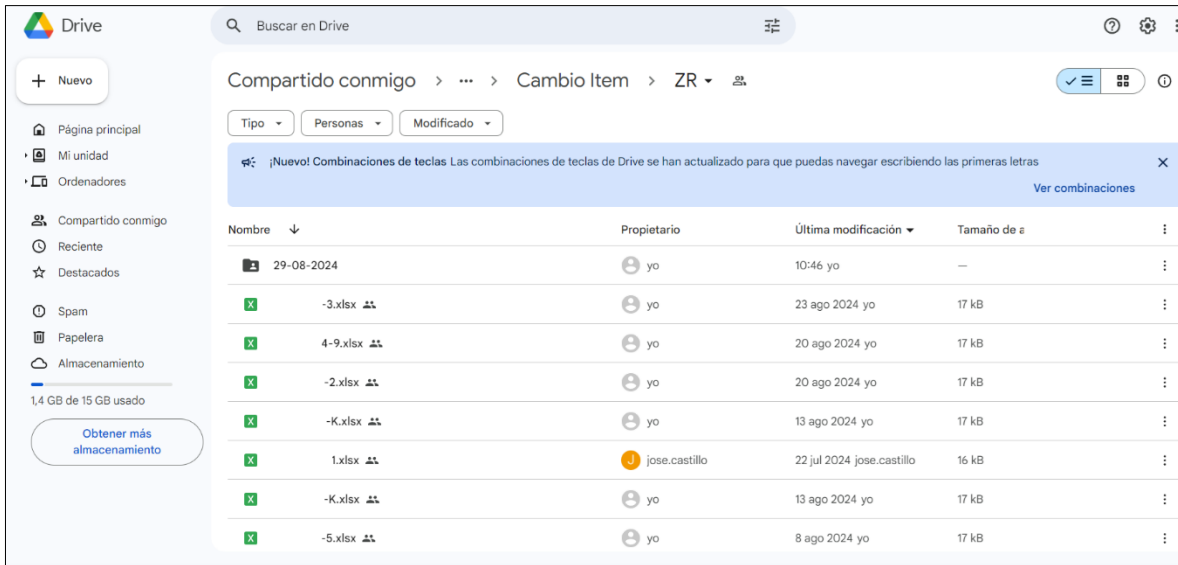 Drive
Buscar en Drive
Nuevo
Página principal
Mi unidad
Ordenadores
Compartido conmigo
Reciente
Destacados
Spam
Papelera
Almacenamiento
1,4 GB de 15 GB usado
Obtener más
almacenamiento
Compartido conmigo > ... > Cambio Item > ZR
Tipo Personas Modificado
¡Nuevo! Combinaciones de teclas Las combinaciones de teclas de Drive se han actualizado para que puedas navegar escribiendo las primeras letras
Ver combinaciones
Nombre Propietario Última modificación Tamaño de a
29-08-2024 yo 10:46 yo —
-3.xlsx yo 23 ago 2024 yo 17 kB
4-9.xlsx yo 20 ago 2024 yo 17 kB
-2.xlsx yo 20 ago 2024 yo 17 kB
-K.xlsx yo 13 ago 2024 yo 17 kB
1.xlsx J jose.castillo 22 jul 2024 jose.castillo 16 kB
-K.xlsx yo 13 ago 2024 yo 17 kB
-5.xlsx yo 8 ago 2024 yo 17 kB